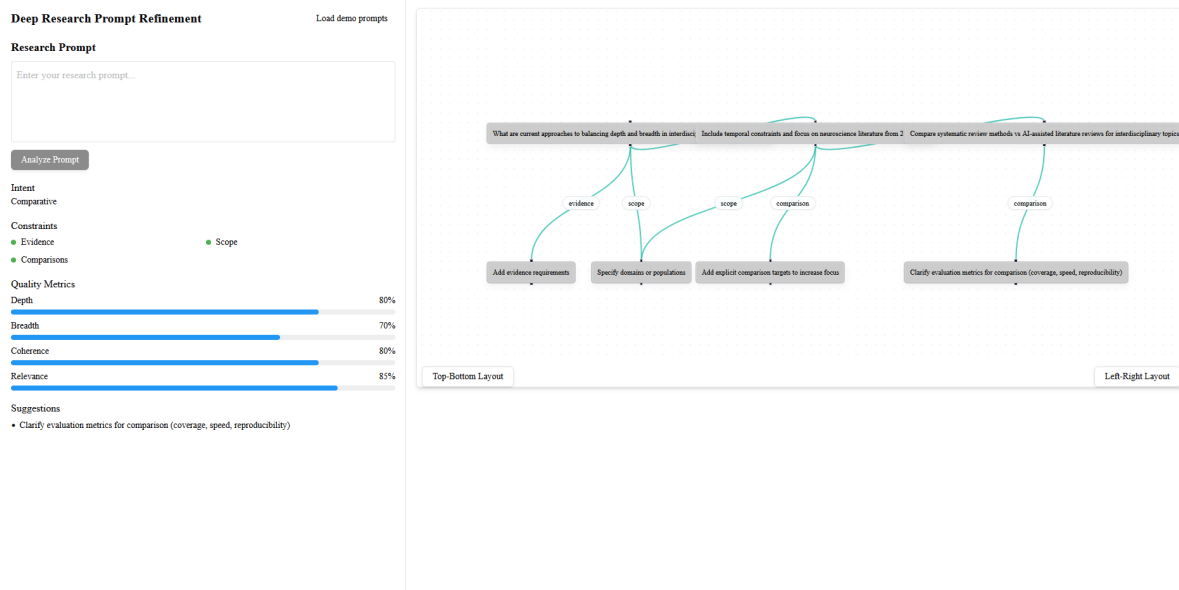 Deep Research Prompt Refinement
Load demo prompts
Research Prompt
Enter your research prompt...
Analyze Prompt
Intent
Comparative
Constraints
Evidence
Scope
Comparisons
Quality Metrics
Depth 80%
Breadth 70%
Coherence 80%
Relevance 85%
Suggestions
• Clarify evaluation metrics for comparison (coverage, speed, reproducibility)
What are current approaches to balancing depth and breadth in interdisci
Include temporal constraints and focus on neuroscience literature from 2
Compare systematic review methods vs AI-assisted literature reviews for interdisciplinary topics
evidence
scope
scope
comparison
comparison
Add evidence requirements
Specify domains or populations
Add explicit comparison targets to increase focus
Clarify evaluation metrics for comparison (coverage, speed, reproducibility)
Top-Bottom Layout
Left-Right Layout